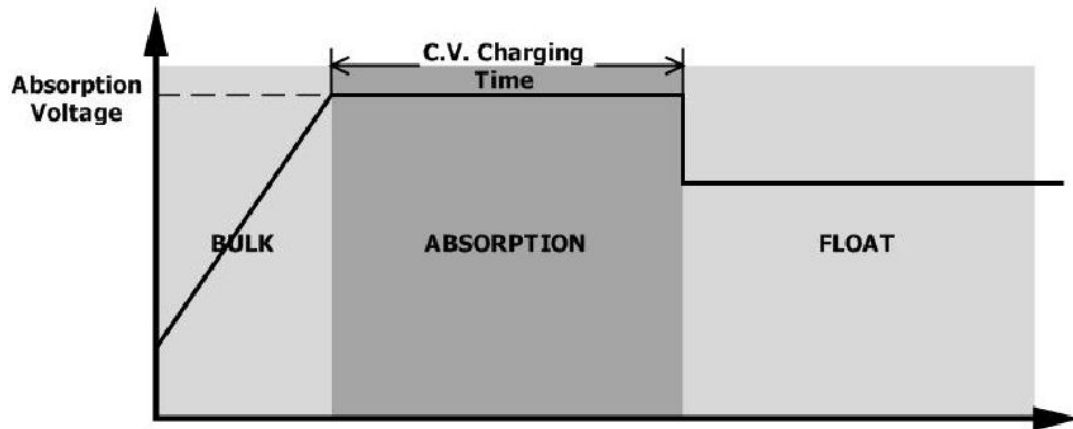 C.V. Charging
Time
Absorption
Voltage
BULK
ABSORPTION
FLOAT